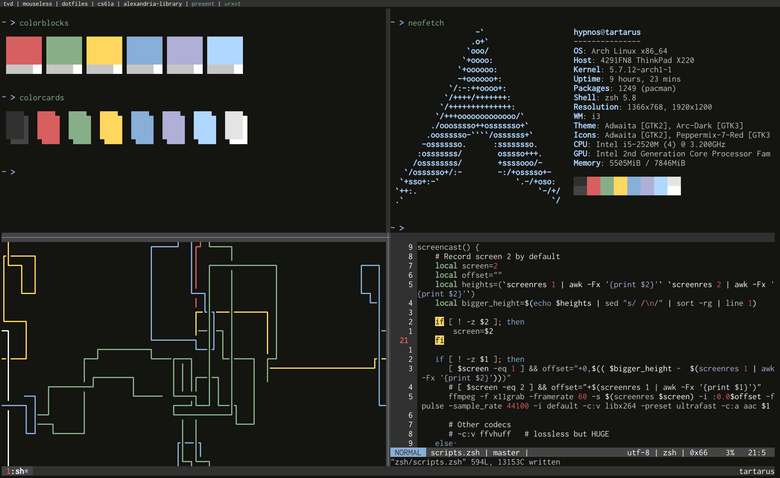 tvd | mouseless | dotfiles | cs61a | alexandria-library | present | urxvt
~ > colorblocks
~ > colorcards
~ >
~ > neofetch
hypnos@tartarus
---------------
OS: Arch Linux x86_64
Host: 4291FN8 ThinkPad X220
Kernel: 5.7.12-arch1-1
Uptime: 9 hours, 23 mins
Packages: 1249 (pacman)
Shell: zsh 5.8
Resolution: 1366x768, 1920x1200
WM: i3
Theme: Adwaita [GTK2], Arc-Dark [GTK3]
Icons: Adwaita [GTK2], Peppermix-7-Red [GTK3
CPU: Intel i5-2520M (4) @ 3.200GHz
GPU: Intel 2nd Generation Core Processor Fam
Memory: 5505MiB / 7846MiB
~ >
9 screencast() {
8 # Record screen 2 by default
7 local screen=2
6 local offset=""
5 local heights=(`screenres 1 | awk -Fx '{print $2}'` `screenres 2 | awk -Fx '
{print $2}'`)
4 local bigger_height=$(echo $heights | sed "s/ /\n/" | sort -rg | line 1)
3
2 if [ ! -z $2 ]; then
1 screen=$2
21 fi
1
2 if [ ! -z $1 ]; then
3 [ $screen -eq 1 ] && offset="+0,$(( $bigger_height - $(screenres 1 | awk
-Fx '{print $2}')))"
4 # [ $screen -eq 2 ] && offset="+$(screenres 1 | awk -Fx '{print $1}')"
5 ffmpeg -f x11grab -framerate 60 -s $(screenres $screen) -i :0.0$offset -f
pulse -sample_rate 44100 -i default -c:v libx264 -preset ultrafast -c:a aac $1
6
7 # Other codecs
8 # -c:v ffvhuff # lossless but HUGE
9 else
NORMAL scripts.zsh | master | utf-8 | zsh | 0x66 3% 21:5
"zsh/scripts.zsh" 594L, 13153C written
1:sh* tartarus